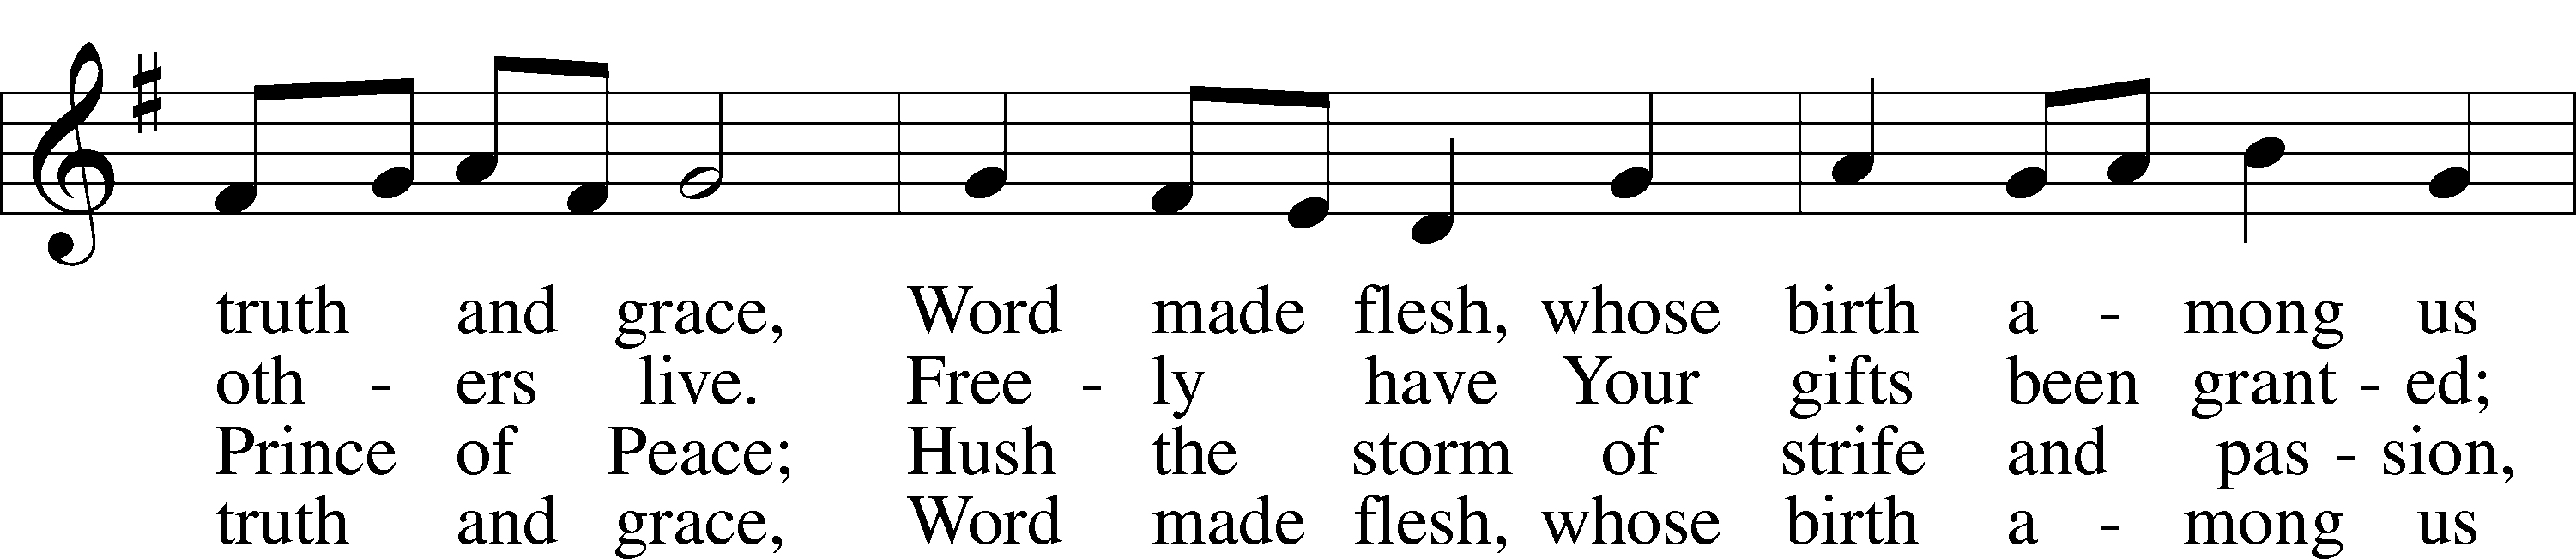 truth and grace, Word made flesh, whose birth a - mong us
oth - ers live. Free - ly have Your gifts been grant - ed;
Prince of Peace; Hush the storm of strife and pas - sion,
truth and grace, Word made flesh, whose birth a - mong us